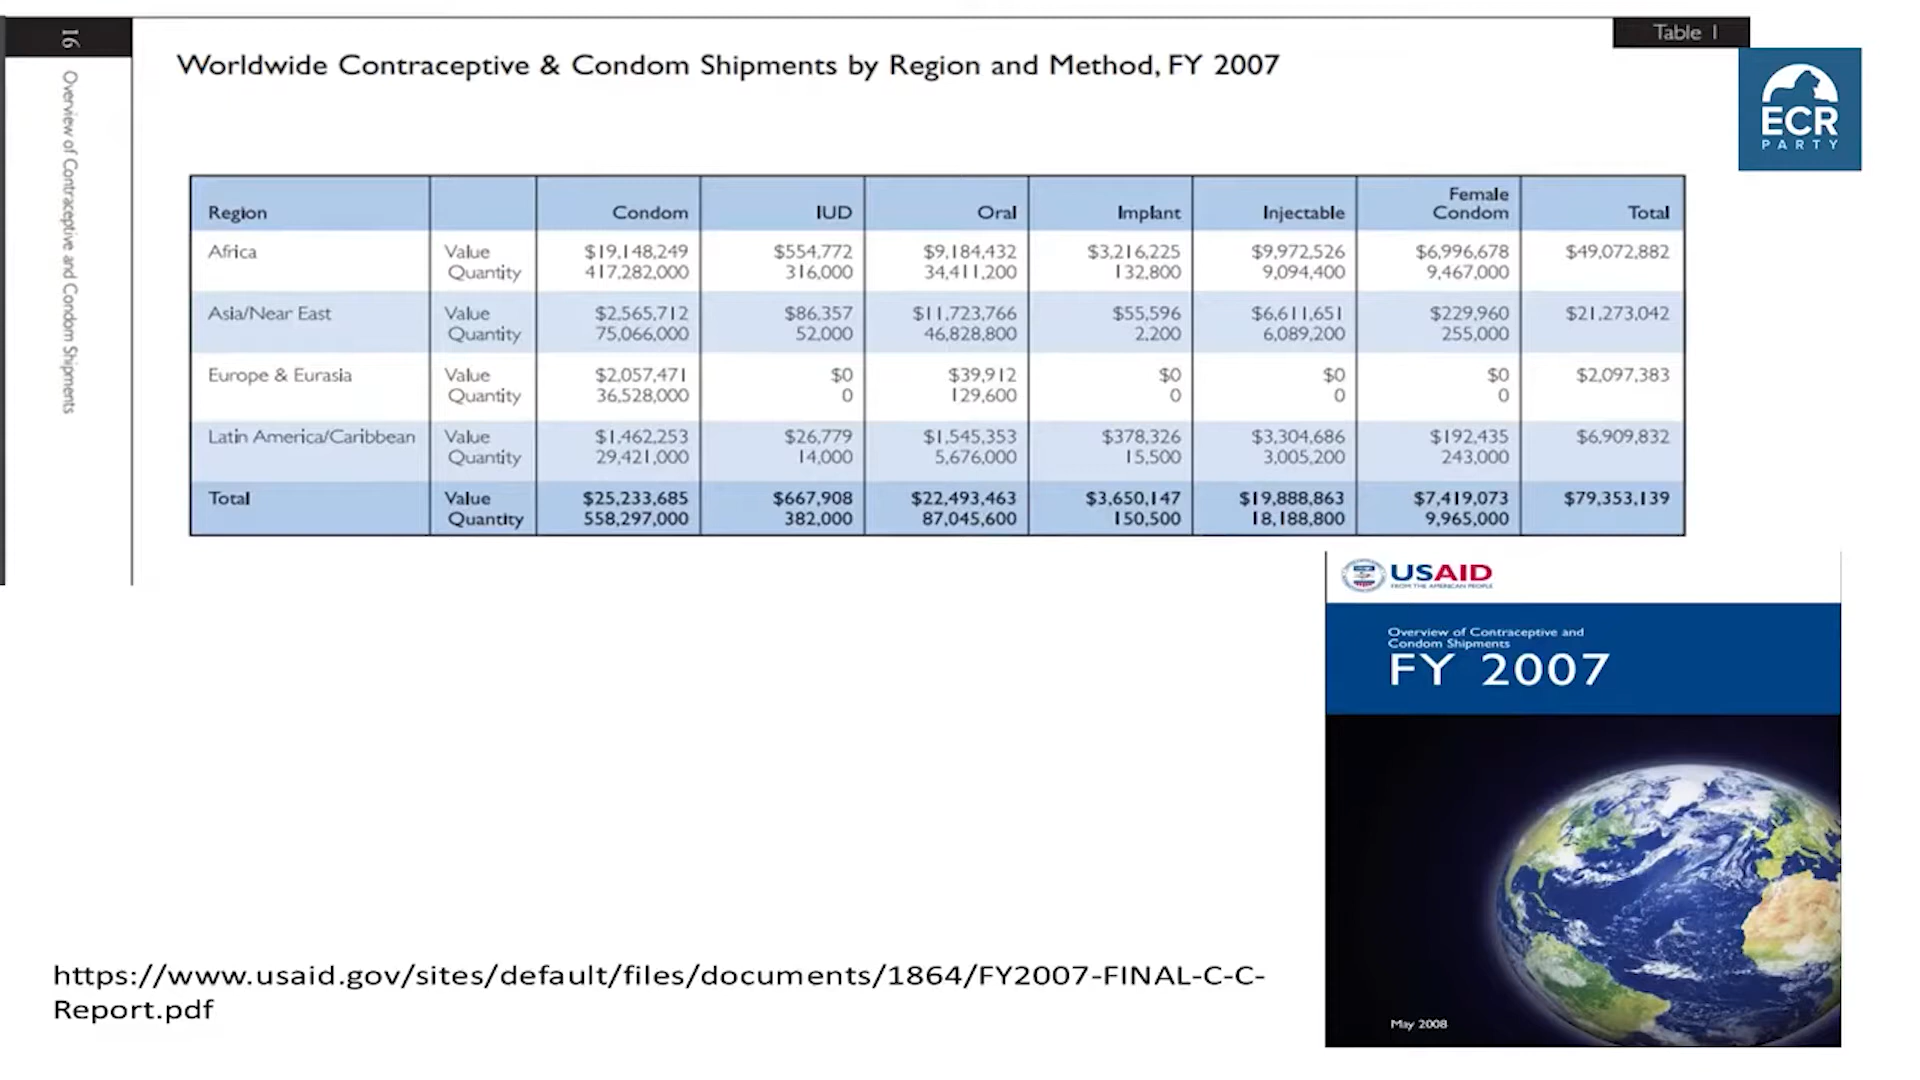 16
Overview of Contraceptive and Condom Shipments
Table 1
Worldwide Contraceptive & Condom Shipments by Region and Method, FY 2007
ECR
PARTY
Region Condom IUD Oral Implant Injectable Female Condom Total
Africa Value $19,148,249 $554,772 $9,184,432 $3,216,225 $9,972,526 $6,996,678 $49,072,882
Quantity 417,282,000 316,000 34,411,200 132,800 9,094,400 9,467,000
Asia/Near East Value $2,565,712 $86,357 $11,723,766 $55,596 $6,611,651 $229,960 $21,273,042
Quantity 75,066,000 52,000 46,828,800 2,200 6,089,200 255,000
Europe & Eurasia Value $2,057,471 $0 $39,912 $0 $0 $0 $2,097,383
Quantity 36,528,000 0 129,600 0 0 0
Latin America/Caribbean Value $1,462,253 $26,779 $1,545,353 $378,326 $3,304,686 $192,435 $6,909,832
Quantity 29,421,000 14,000 5,676,000 15,500 3,005,200 243,000
Total Value $25,233,685 $667,908 $22,493,463 $3,650,147 $19,888,863 $7,419,073 $79,353,139
Quantity 558,297,000 382,000 87,045,600 150,500 18,188,800 9,965,000
USAID
FROM THE AMERICAN PEOPLE
Overview of Contraceptive and
Condom Shipments
FY 2007
May 2008
https://www.usaid.gov/sites/default/files/documents/1864/FY2007-FINAL-C-C-
Report.pdf